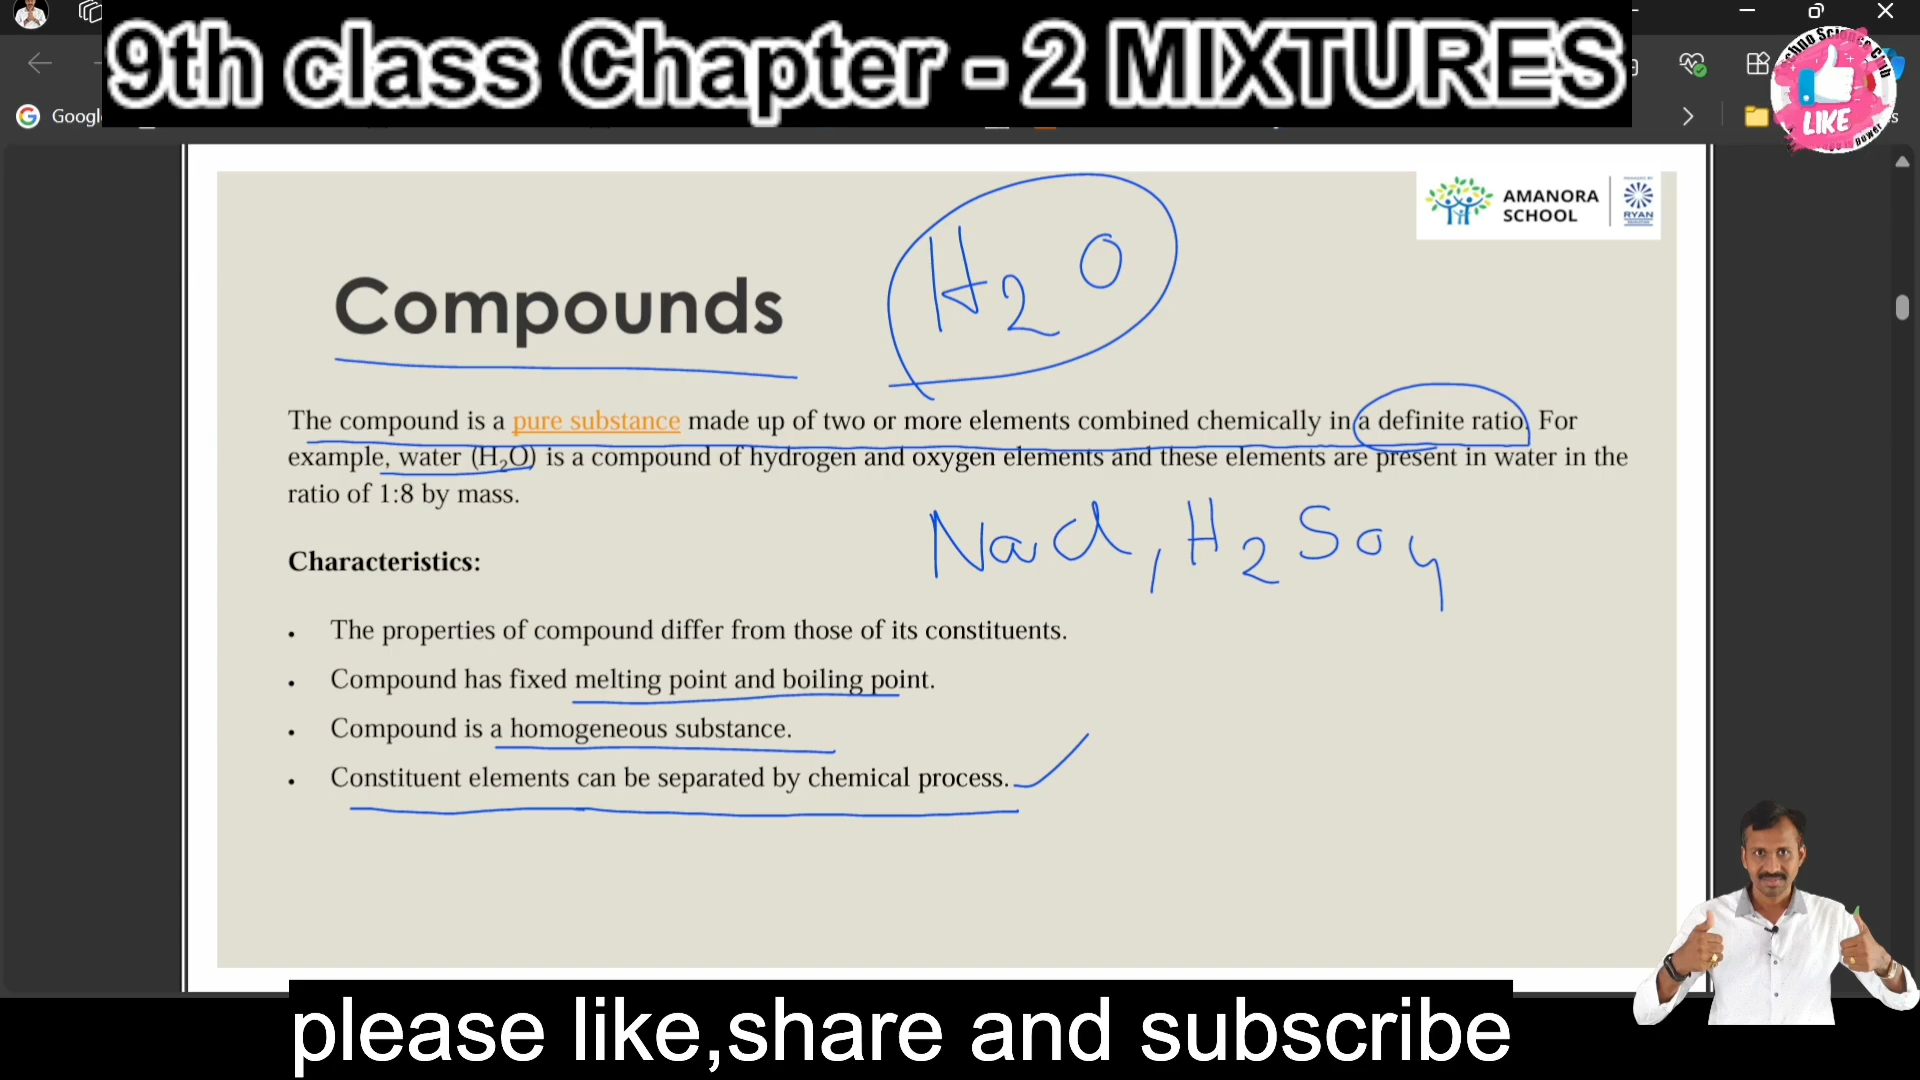 9th class Chapter - 2 MIXTURES
LIKE
AMANORA
SCHOOL
RYAN
H₂O
Compounds
The compound is a pure substance made up of two or more elements combined chemically in a definite ratio. For
example, water (H₂O) is a compound of hydrogen and oxygen elements and these elements are present in water in the
ratio of 1:8 by mass.
NaCl, H₂SO₄
Characteristics:
• The properties of compound differ from those of its constituents.
• Compound has fixed melting point and boiling point.
• Compound is a homogeneous substance.
• Constituent elements can be separated by chemical process.
please like,share and subscribe